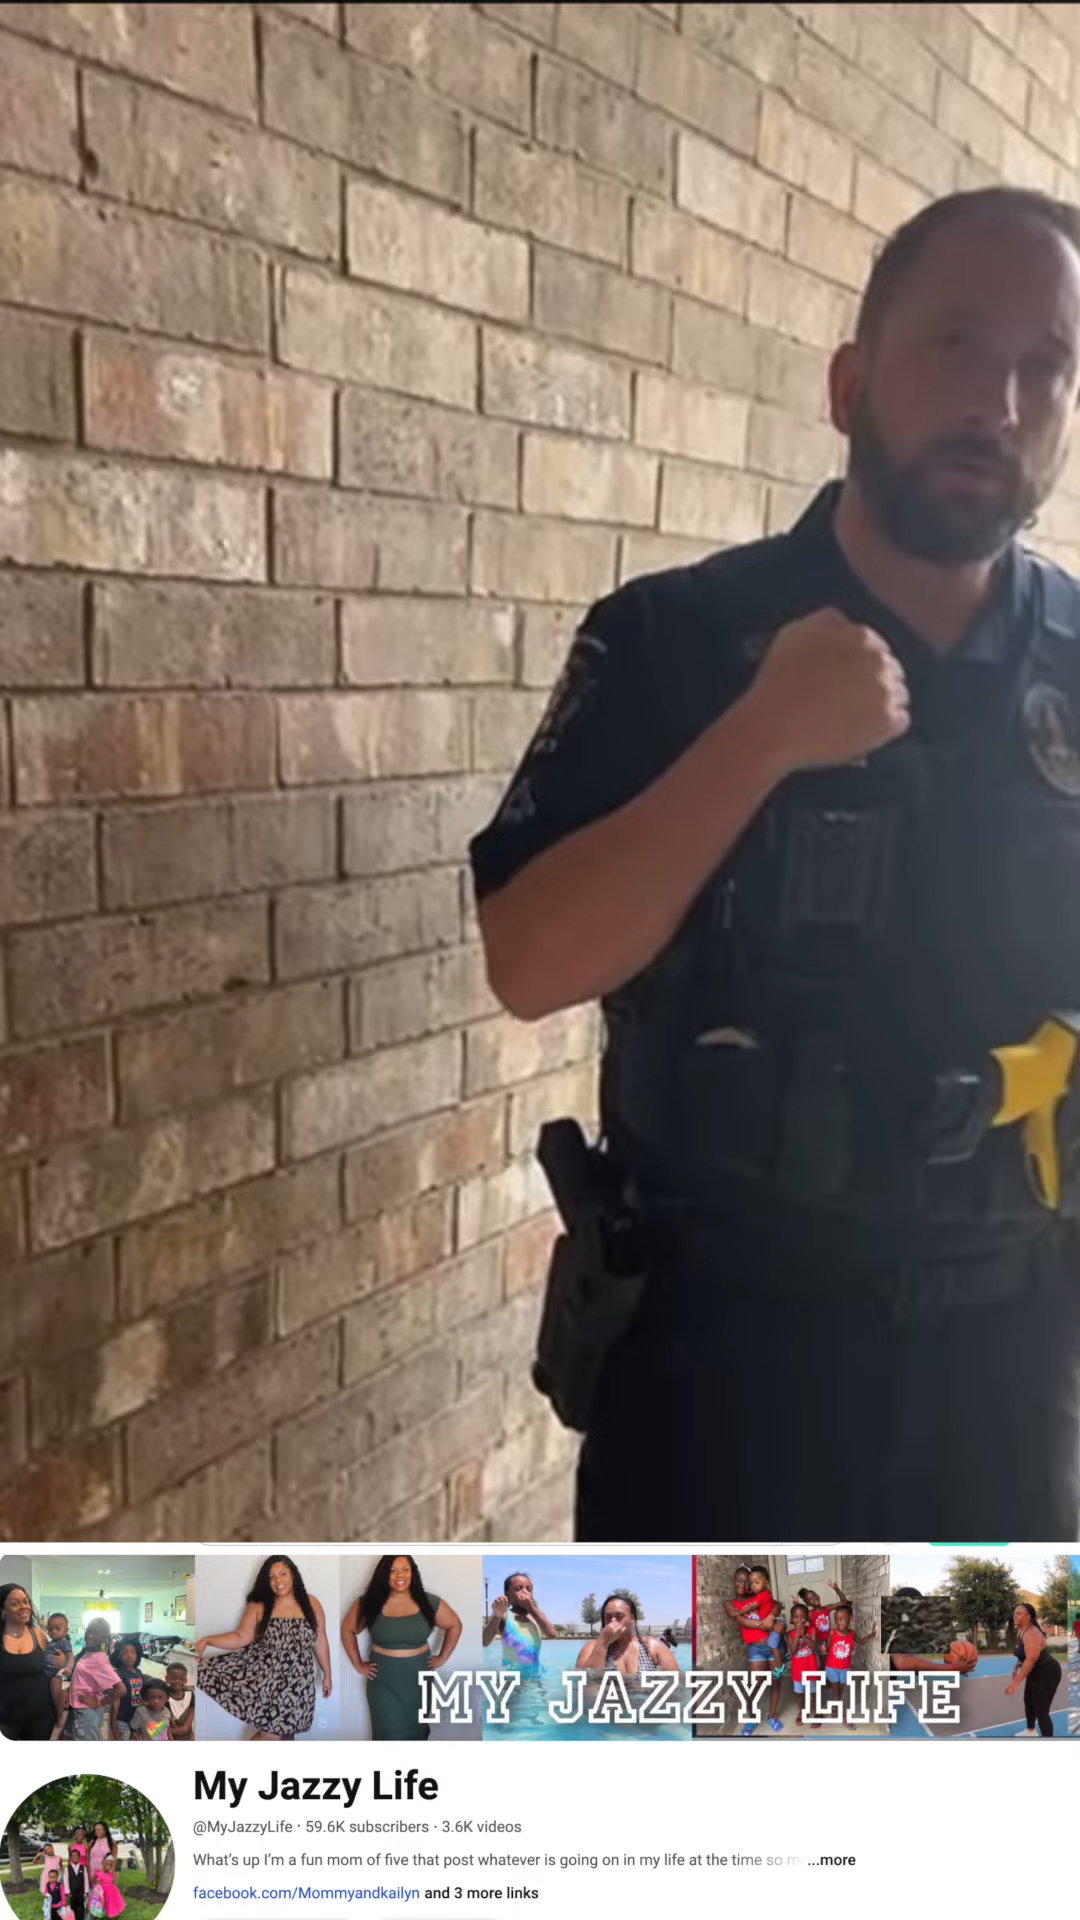 MY JAZZY LIFE
My Jazzy Life
@MyJazzyLife · 59.6K subscribers · 3.6K videos
What's up I'm a fun mom of five that post whatever is going on in my life at the time so ...more
facebook.com/Mommyandkailyn and 3 more links